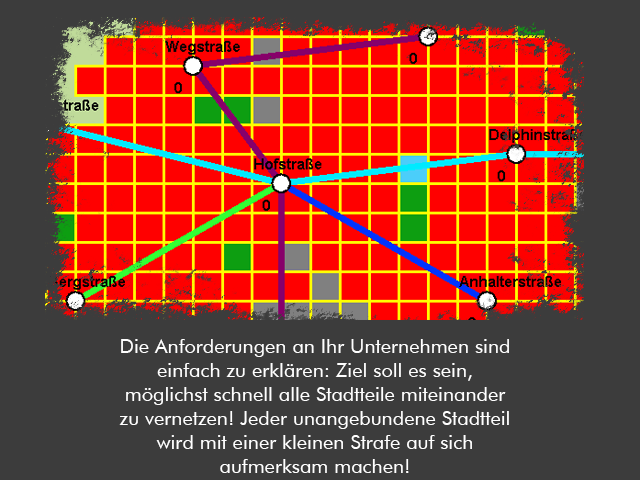 Wegstraße
0
0
traße
Delphinstraß
Hofstraße
0
0
ergstraße
Anhalterstraße
Die Anforderungen an Ihr Unternehmen sind
einfach zu erklären: Ziel soll es sein,
möglichst schnell alle Stadtteile miteinander
zu vernetzen! Jeder unangebundene Stadtteil
wird mit einer kleinen Strafe auf sich
aufmerksam machen!